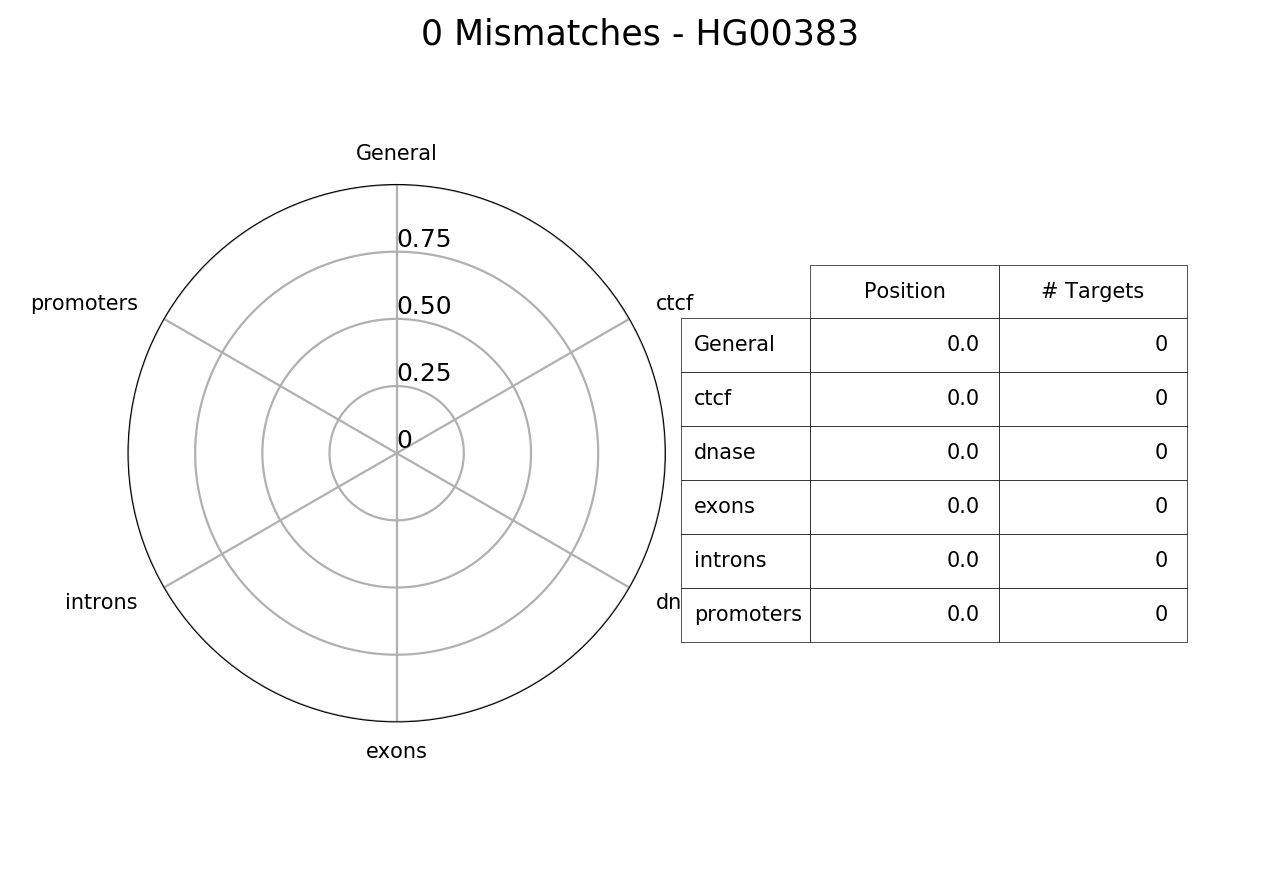 0 Mismatches - HG00383
General
0.75
0.50
0.25
0
promoters
ctcf
introns
dn
exons
Position # Targets
General 0.0 0
ctcf 0.0 0
dnase 0.0 0
exons 0.0 0
introns 0.0 0
promoters 0.0 0